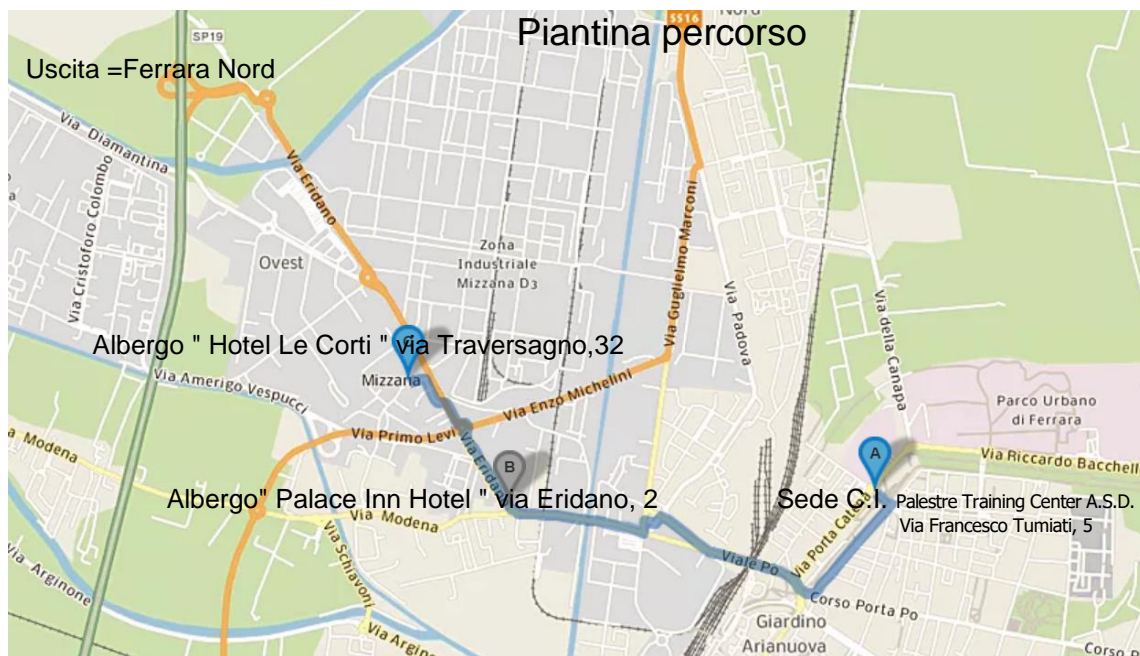 Piantina percorso
SS16
Nord
SP19
Uscita =Ferrara Nord
Via Diamantina
Via Cristoforo Colombo
Via Eridano
Ovest
Zona
Industriale
Mizzana D3
Via Guglielmo Marconi
Via Padova
Via della Canapa
Albergo " Hotel Le Corti " via Traversagno,32
Mizzana
Via Amerigo Vespucci
Via Enzo Michelini
Via Primo Levi
Parco Urbano
di Ferrara
a Modena
Via Eridano
B
A
Via Riccardo Bacchell
Albergo" Palace Inn Hotel " via Eridano, 2
Sede C.I. Palestre Training Center A.S.D.
Via Francesco Tumiati, 5
Via Modena
Via Schiavoni
Via Porta Catena
Via Arginone
Viale Po
Corso Porta Po
Via Argino
Giardino
Arianuova
Corso P